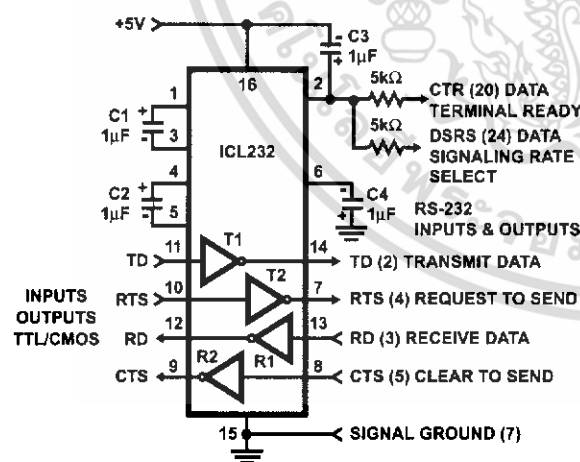 +5V
C3
1µF
-
+
16
2
5kΩ
CTR (20) DATA
TERMINAL READY
5kΩ
DSRS (24) DATA
SIGNALING RATE
SELECT
1
C1
1µF
+
-
3
ICL232
4
C2
1µF
+
-
5
6
-
+
C4
1µF
RS-232
INPUTS & OUTPUTS
TD
11
T1
14
TD (2) TRANSMIT DATA
RTS
10
T2
7
RTS (4) REQUEST TO SEND
INPUTS
OUTPUTS
TTL/CMOS
RD
12
R1
13
RD (3) RECEIVE DATA
CTS
9
R2
8
CTS (5) CLEAR TO SEND
15
SIGNAL GROUND (7)